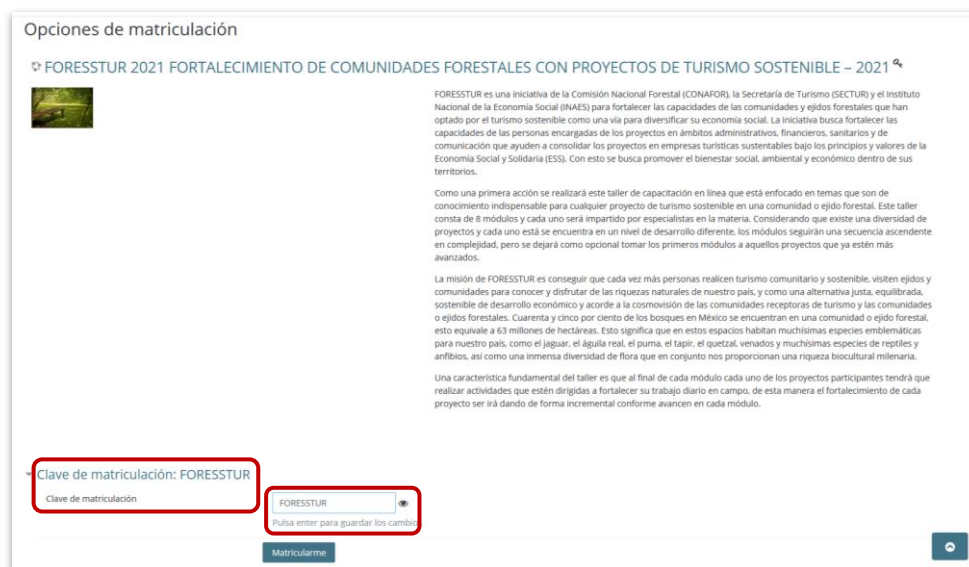 Opciones de matriculación
FORESSTUR 2021 FORTALECIMIENTO DE COMUNIDADES FORESTALES CON PROYECTOS DE TURISMO SOSTENIBLE – 2021
FORESSTUR es una iniciativa de la Comisión Nacional Forestal (CONAFOR), la Secretaría de Turismo (SECTUR) y el Instituto
Nacional de la Economía Social (INAES) para fortalecer las capacidades de las comunidades y ejidos forestales que han
optado por el turismo sostenible como una vía para diversificar su economía social. La iniciativa busca fortalecer las
capacidades de las personas encargadas de los proyectos en ámbitos administrativos, financieros, sanitarios y de
comunicación que ayuden a consolidar los proyectos en empresas turísticas sustentables bajo los principios y valores de la
Economía Social y Solidaria (ESS). Con esto se busca promover el bienestar social, ambiental y económico dentro de sus
territorios.
Como una primera acción se realizará este taller de capacitación en línea que está enfocado en temas que son de
conocimiento indispensable para cualquier proyecto de turismo sostenible en una comunidad o ejido forestal. Este taller
consta de 8 módulos y cada uno será impartido por especialistas en la materia. Considerando que existe una diversidad de
proyectos y cada uno está se encuentra en un nivel de desarrollo diferente, los módulos seguirán una secuencia ascendente
en complejidad, pero se dejará como opcional tomar los primeros módulos a aquellos proyectos que ya estén más
avanzados.
La misión de FORESSTUR es conseguir que cada vez más personas realicen turismo comunitario y sostenible, visiten ejidos y
comunidades para conocer y disfrutar de las riquezas naturales de nuestro país, y como una alternativa justa, equilibrada,
sostenible de desarrollo económico y acorde a la cosmovisión de las comunidades receptoras de turismo y las comunidades
o ejidos forestales. Cuarenta y cinco por ciento de los bosques en México se encuentran en una comunidad o ejido forestal,
esto equivale a 63 millones de hectáreas. Esto significa que en estos espacios habitan muchísimas especies emblemáticas
para nuestro país, como el jaguar, el águila real, el puma, el tapir, el quetzal, venados y muchísimas especies de reptiles y
anfibios, así como una inmensa diversidad de flora que en conjunto nos proporcionan una riqueza biocultural milenaria.
Una característica fundamental del taller es que al final de cada módulo cada uno de los proyectos participantes tendrá que
realizar actividades que estén dirigidas a fortalecer su trabajo diario en campo, de esta manera el fortalecimiento de cada
proyecto ser irá dando de forma incremental conforme avancen en cada módulo.
Clave de matriculación: FORESSTUR
Clave de matriculación
FORESSTUR
Pulsa enter para guardar los cambio
Matricularme